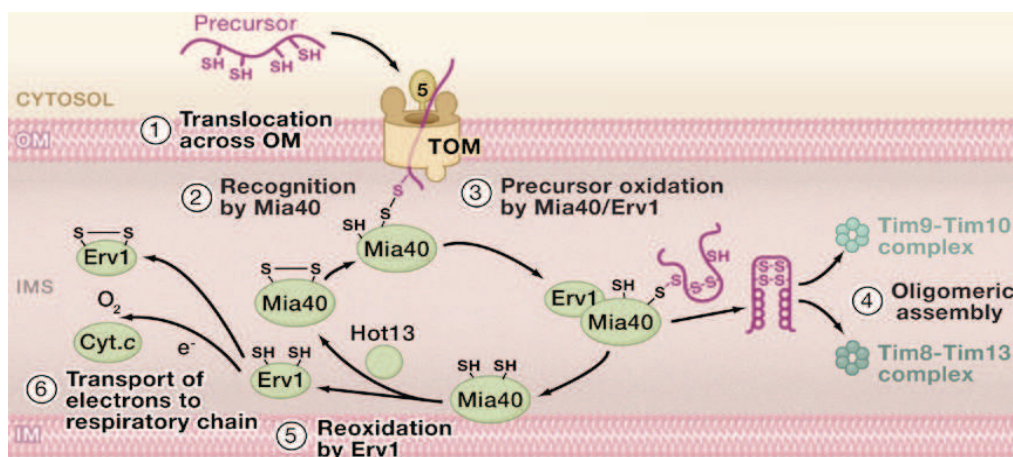 Precursor
SH
SH
SH
SH
5
CYTOSOL
1 Translocation
across OM
OM
TOM
2 Recognition
by Mia40
3 Precursor oxidation
by Mia40/Erv1
S
S
S
SH
Mia40
S S
Erv1
S S
Mia40
IMS
O2
Cyt.c
e-
Hot13
SH SH
Erv1
SH SH
Mia40
Erv1
SH
Mia40
S
S
S-S
SH
S-S
S-S
Tim9-Tim10
complex
4 Oligomeric
assembly
Tim8-Tim13
complex
6 Transport of
electrons to
respiratory chain
5 Reoxidation
by Erv1
IM